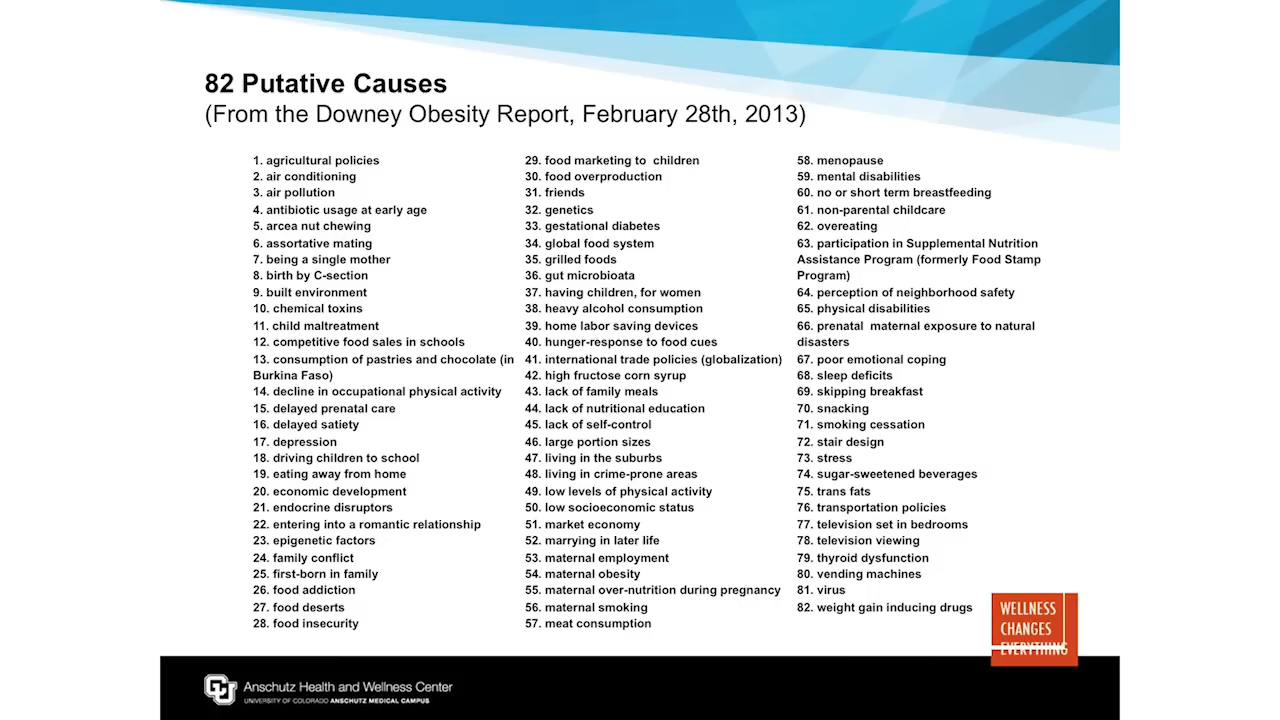 82 Putative Causes
(From the Downey Obesity Report, February 28th, 2013)
1. agricultural policies
2. air conditioning
3. air pollution
4. antibiotic usage at early age
5. arcea nut chewing
6. assortative mating
7. being a single mother
8. birth by C-section
9. built environment
10. chemical toxins
11. child maltreatment
12. competitive food sales in schools
13. consumption of pastries and chocolate (in
Burkina Faso)
14. decline in occupational physical activity
15. delayed prenatal care
16. delayed satiety
17. depression
18. driving children to school
19. eating away from home
20. economic development
21. endocrine disruptors
22. entering into a romantic relationship
23. epigenetic factors
24. family conflict
25. first-born in family
26. food addiction
27. food deserts
28. food insecurity
29. food marketing to  children
30. food overproduction
31. friends
32. genetics
33. gestational diabetes
34. global food system
35. grilled foods
36. gut microbioata
37. having children, for women
38. heavy alcohol consumption
39. home labor saving devices
40. hunger-response to food cues
41. international trade policies (globalization)
42. high fructose corn syrup
43. lack of family meals
44. lack of nutritional education
45. lack of self-control
46. large portion sizes
47. living in the suburbs
48. living in crime-prone areas
49. low levels of physical activity
50. low socioeconomic status
51. market economy
52. marrying in later life
53. maternal employment
54. maternal obesity
55. maternal over-nutrition during pregnancy
56. maternal smoking
57. meat consumption
58. menopause
59. mental disabilities
60. no or short term breastfeeding
61. non-parental childcare
62. overeating
63. participation in Supplemental Nutrition
Assistance Program (formerly Food Stamp
Program)
64. perception of neighborhood safety
65. physical disabilities
66. prenatal  maternal exposure to natural
disasters
67. poor emotional coping
68. sleep deficits
69. skipping breakfast
70. snacking
71. smoking cessation
72. stair design
73. stress
74. sugar-sweetened beverages
75. trans fats
76. transportation policies
77. television set in bedrooms
78. television viewing
79. thyroid dysfunction
80. vending machines
81. virus
82. weight gain inducing drugs
WELLNESS
CHANGES
EVERYTHING
Anschutz Health and Wellness Center
UNIVERSITY OF COLORADO ANSCHUTZ MEDICAL CAMPUS